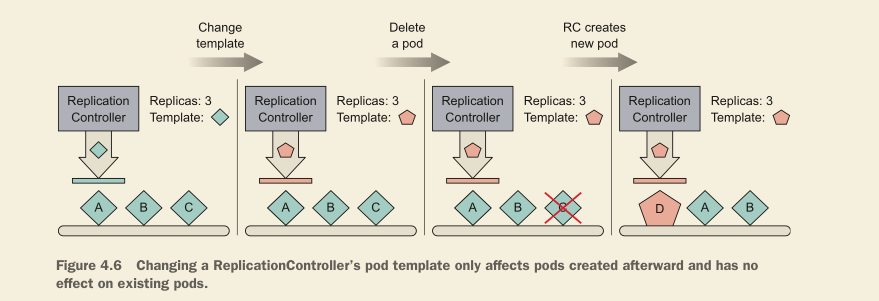 Change
template
Delete
a pod
RC creates
new pod
Replication
Controller
Replicas: 3
Template:
A B C
Replication
Controller
Replicas: 3
Template:
A B C
Replication
Controller
Replicas: 3
Template:
A B C
Replication
Controller
Replicas: 3
Template:
D A B
Figure 4.6 Changing a ReplicationController's pod template only affects pods created afterward and has no
effect on existing pods.